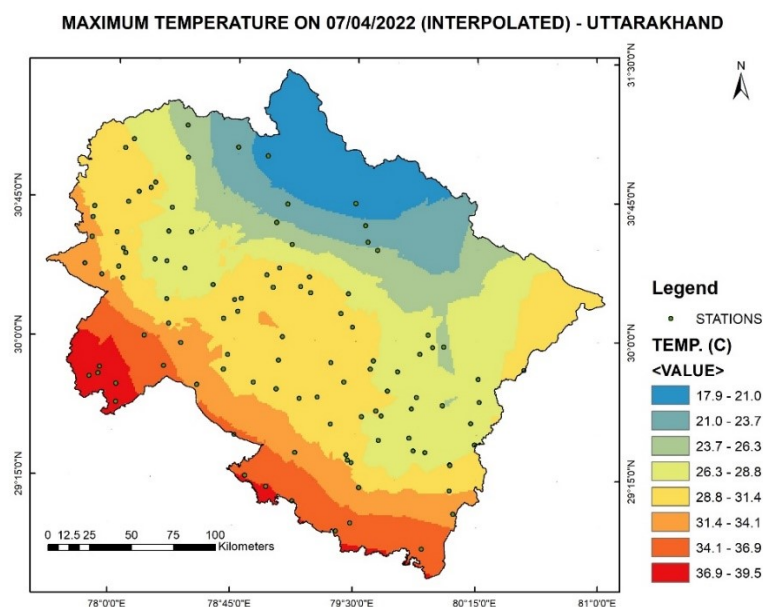 MAXIMUM TEMPERATURE ON 07/04/2022 (INTERPOLATED) - UTTARAKHAND
31°30'0"N
N
30°45'0"N
30°45'0"N
30°0'0"N
30°0'0"N
29°15'0"N
29°15'0"N
Legend
STATIONS
TEMP. (C)
<VALUE>
17.9 - 21.0
21.0 - 23.7
23.7 - 26.3
26.3 - 28.8
28.8 - 31.4
31.4 - 34.1
34.1 - 36.9
36.9 - 39.5
0 12.5 25 50 75 100
Kilometers
78°0'0"E 78°45'0"E 79°30'0"E 80°15'0"E 81°0'0"E